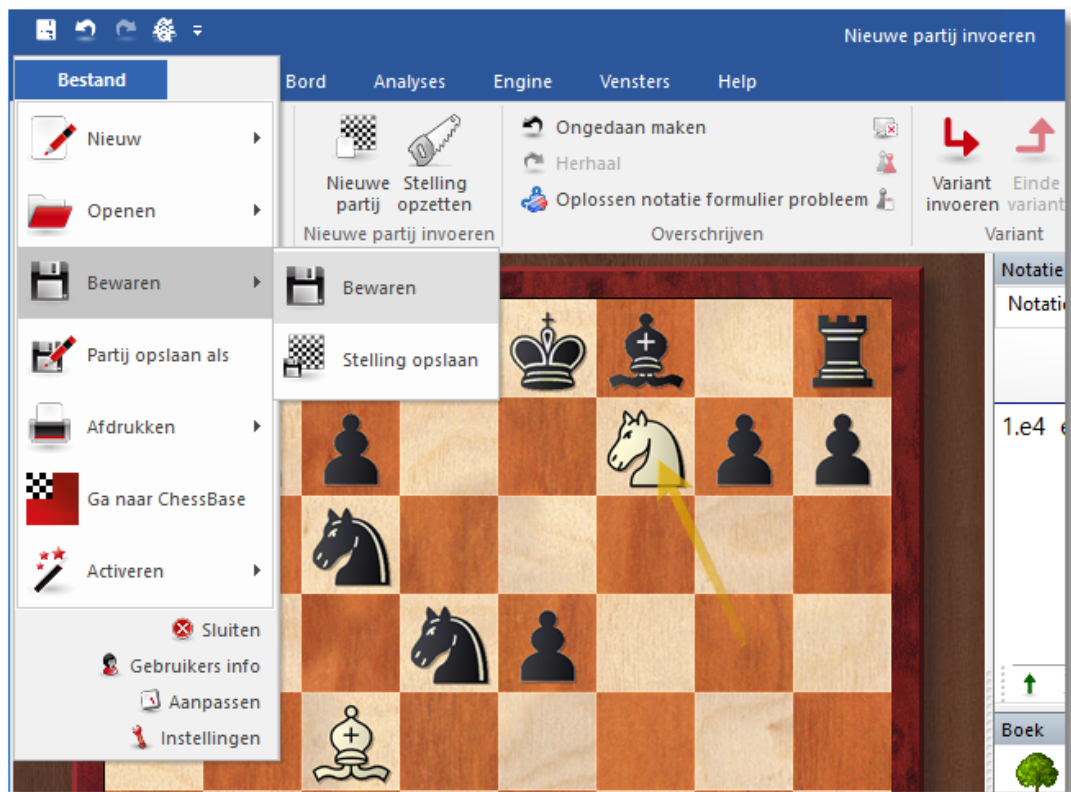 Nieuwe partij invoeren
Bestand
Bord
Analyses
Engine
Vensters
Help
Nieuw
Openen
Bewaren
Partij opslaan als
Afdrukken
Ga naar ChessBase
Activeren
Sluiten
Gebruikers info
Aanpassen
Instellingen
Bewaren
Stelling opslaan
Nieuwe
partij
Stelling
opzetten
Nieuwe partij invoeren
Ongedaan maken
Herhaal
Oplossen notatie formulier probleem
Overschrijven
Variant
invoeren
Einde
variant
Variant
Notatie
1.e4
Boek